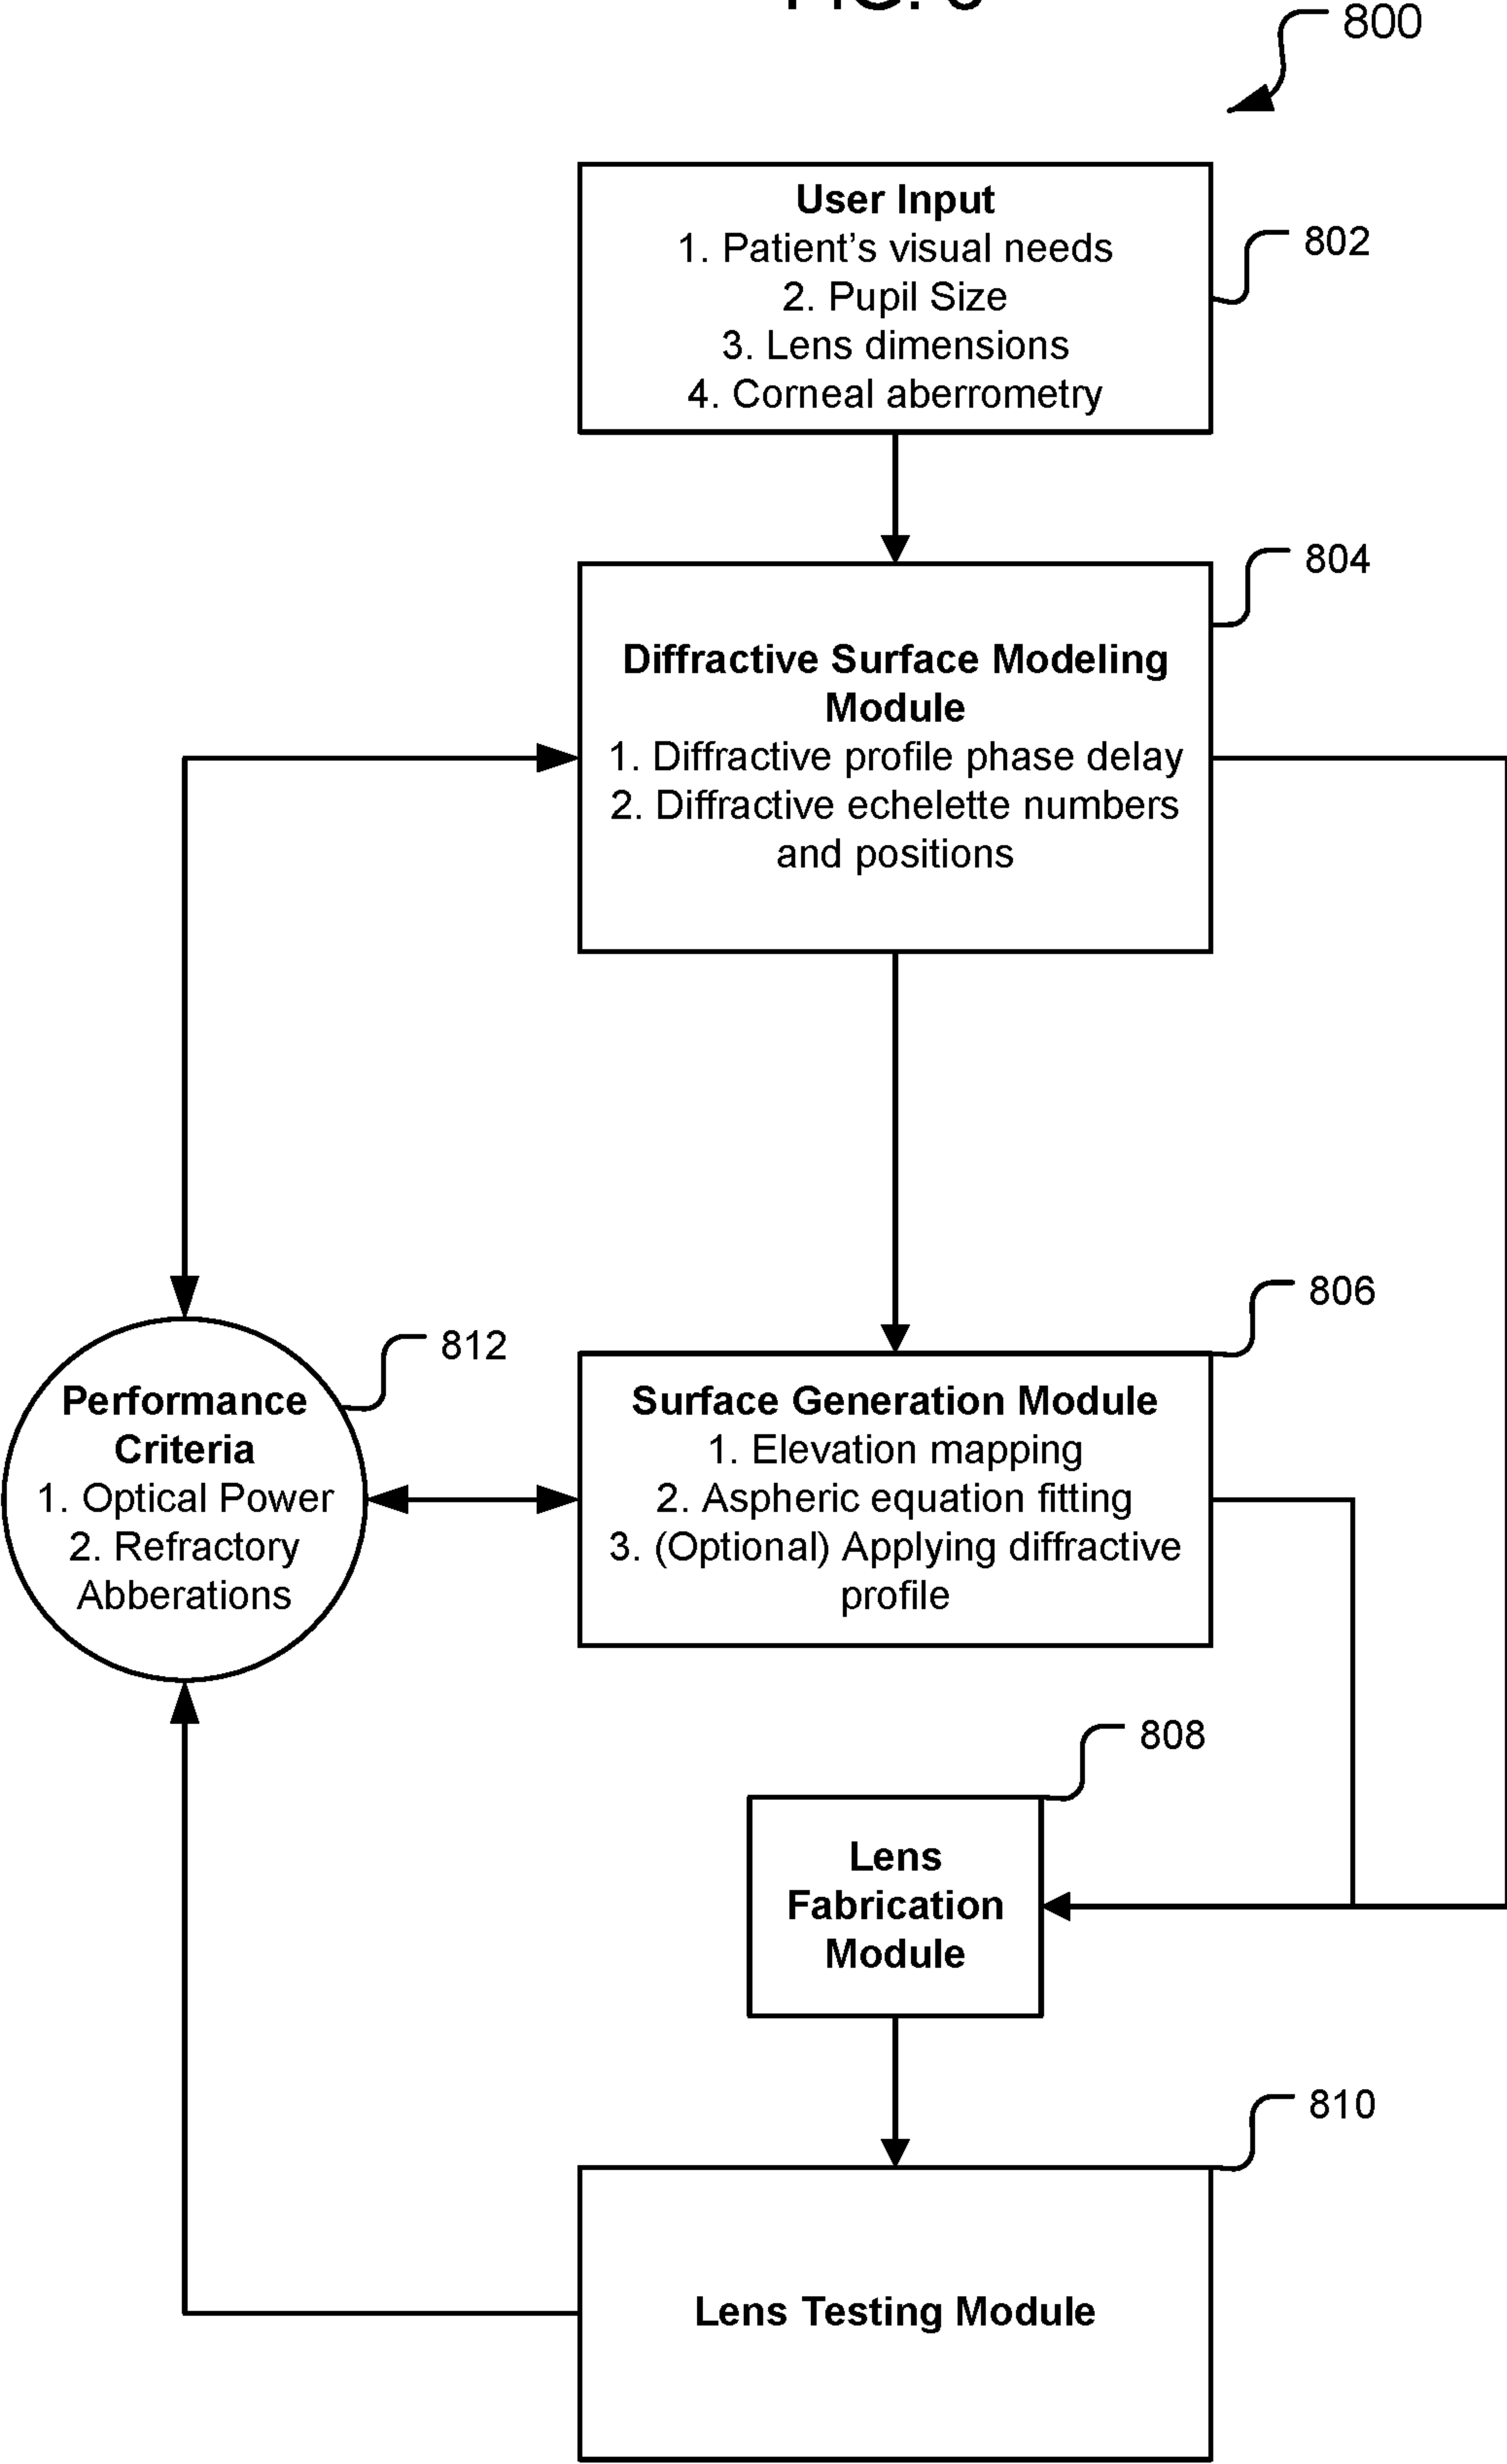 800
User Input
1. Patient's visual needs
2. Pupil Size
3. Lens dimensions
4. Corneal aberrometry
802
804
Diffractive Surface Modeling
Module
1. Diffractive profile phase delay
2. Diffractive echelette numbers
and positions
806
812
Performance
Criteria
1. Optical Power
2. Refractory
Abberations
Surface Generation Module
1. Elevation mapping
2. Aspheric equation fitting
3. (Optional) Applying diffractive
profile
808
Lens
Fabrication
Module
810
Lens Testing Module